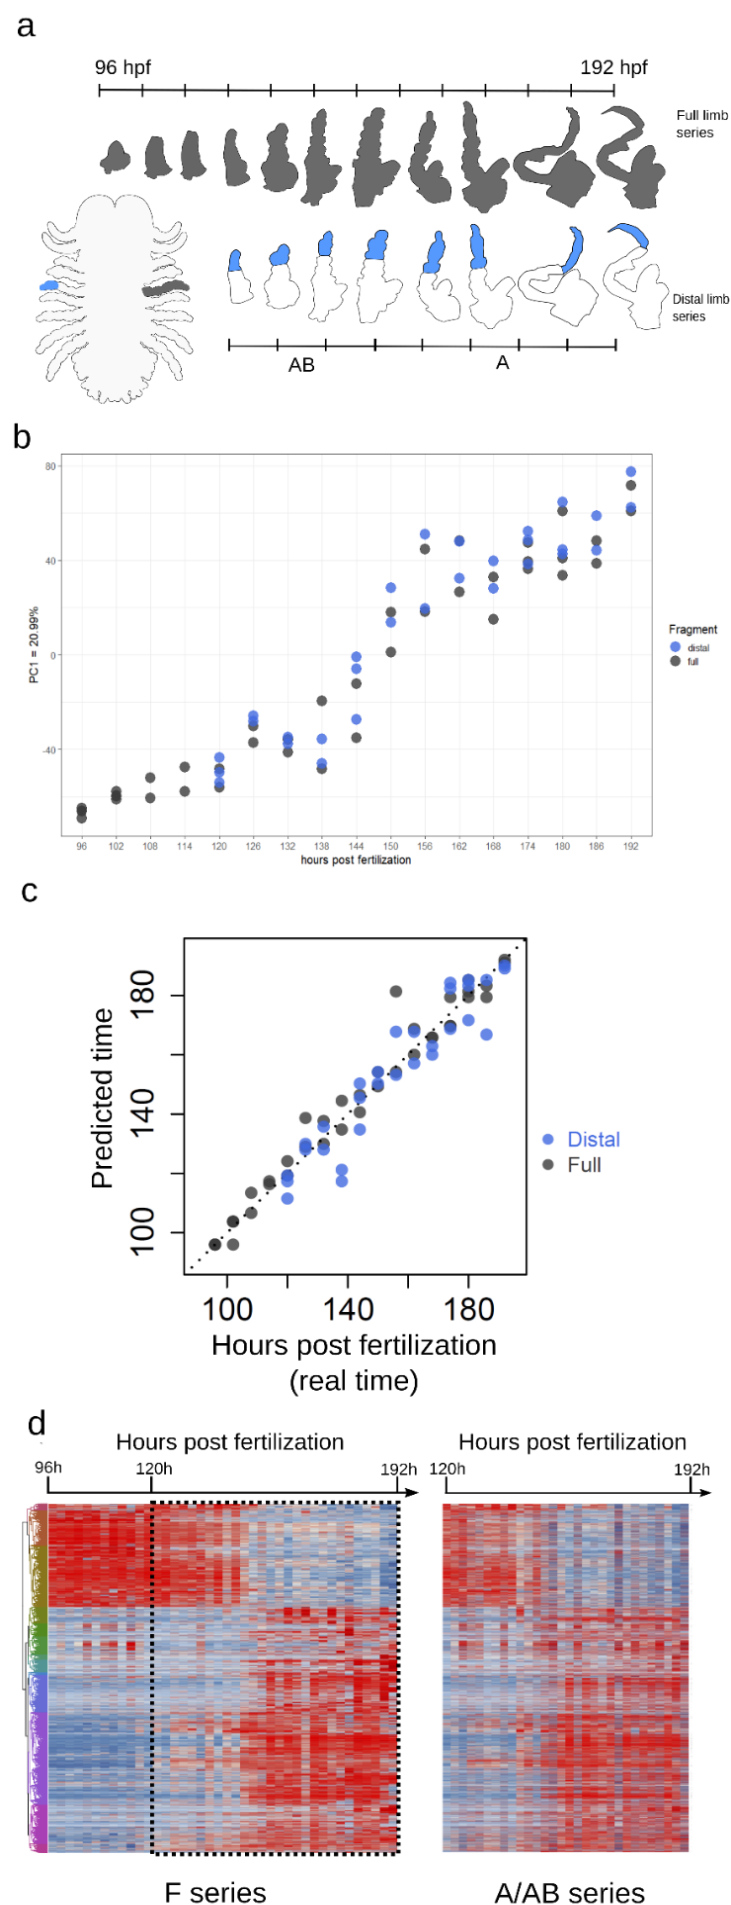 a
96 hpf
192 hpf
Full limb
series
Distal limb
series
AB
A
b
80
40
0
-40
PC1 = 20.99%
96 102 108 114 120 126 132 138 144 150 156 162 168 174 180 186 192
hours post fertilization
Fragment
distal
full
c
180
140
100
Predicted time
100 140 180
Hours post fertilization
(real time)
Distal
Full
d
Hours post fertilization
96h 120h 192h
Hours post fertilization
120h 192h
F series
A/AB series